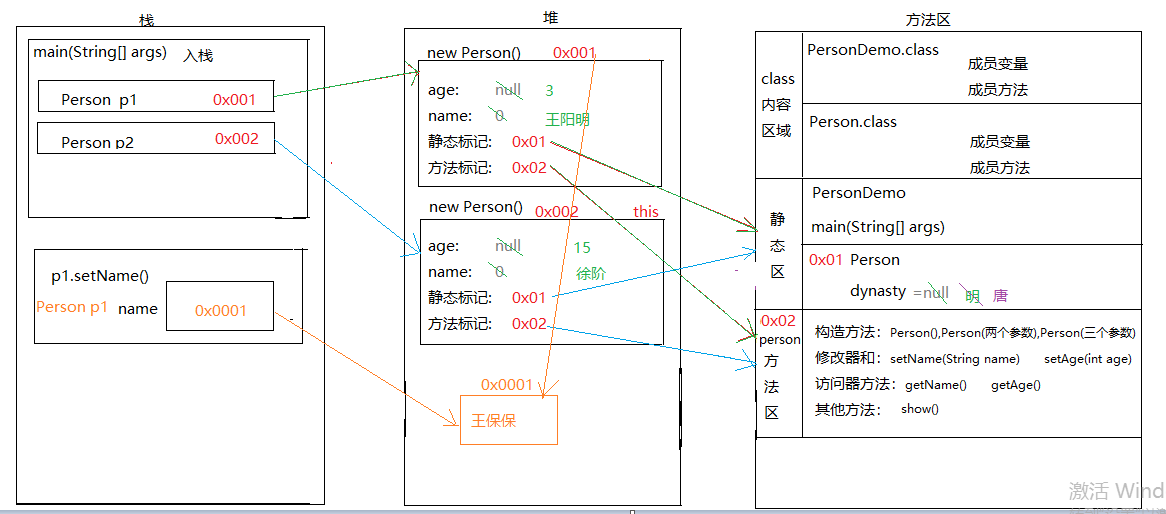 栈
main(String[] args) 入栈
Person p1 0x001
Person p2 0x002
p1.setName()
Person p1 name 0x0001
堆
new Person() 0x001
age: null 3
name: 0 王阳明
静态标记: 0x01
方法标记: 0x02
new Person() 0x002 this
age: null 15
name: 0 徐阶
静态标记: 0x01
方法标记: 0x02
0x0001
王保保
方法区
class
内容
区域
PersonDemo.class
成员变量
成员方法
Person.class
成员变量
成员方法
静
态
区
PersonDemo
main(String[] args)
0x01 Person
dynasty =null 明 唐
0x02
person
方
法
区
构造方法: Person(),Person(两个参数),Person(三个参数)
修改器和: setName(String name) setAge(int age)
访问器方法: getName() getAge()
其他方法: show()
激活 Wind